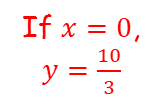 If x = 0,
y = 10/3